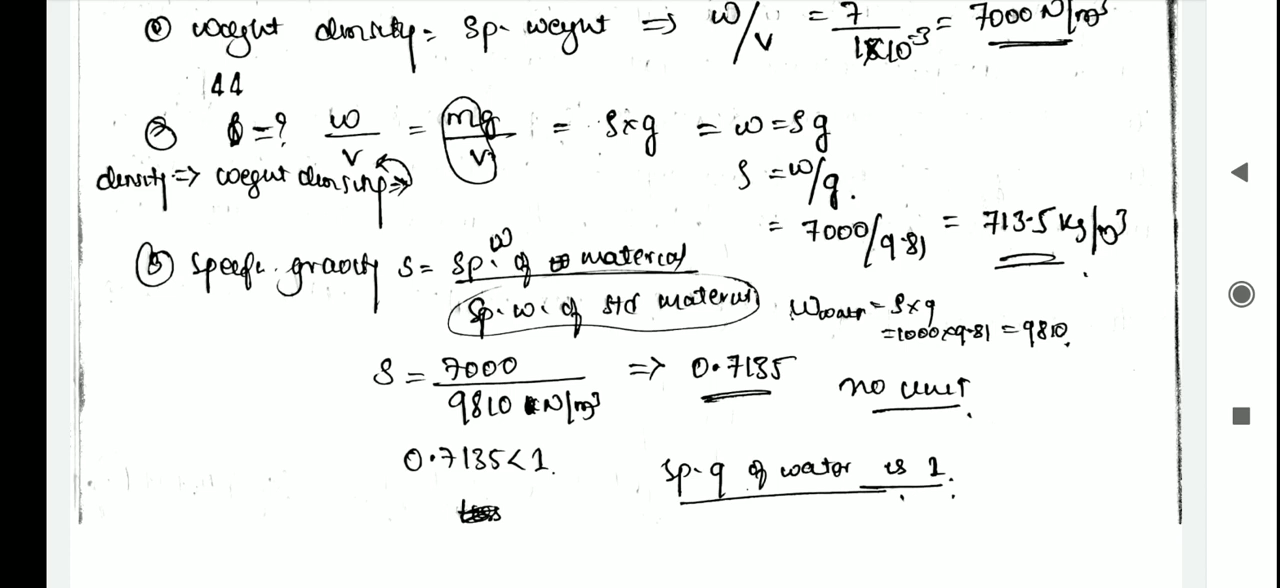 ① weight density = Sp. weight => w/v = 7/1×10⁻³ = 7000 N/m³
44
② ρ=? w/v = mg/v = ρ×g = w=ρg
density => weight density =>
ρ = w/g.
= 7000/9.81 = 713.5 kg/m³
③ specific gravity S = Sp. w of material / Sp. w. of std material
Wwater = ρ×g
=1000×9.81 = 9810.
S = 7000 / 9810 N/m³ => 0.7135
no unit
0.7135<1.
Sp. g of water is 1.